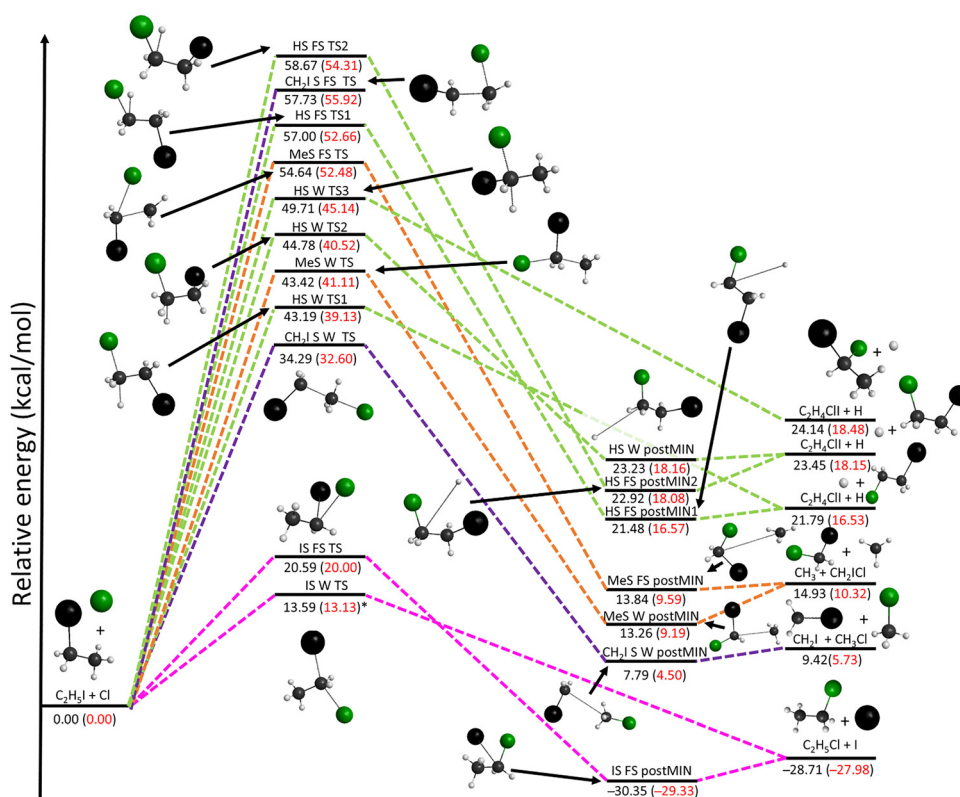 Relative energy (kcal/mol)
HS FS TS2
58.67 (54.31)
CH₂I S FS TS
57.73 (55.92)
HS FS TS1
57.00 (52.66)
MeS FS TS
54.64 (52.48)
HS W TS3
49.71 (45.14)
HS W TS2
44.78 (40.52)
MeS W TS
43.42 (41.11)
HS W TS1
43.19 (39.13)
CH₂I S W TS
34.29 (32.60)
IS FS TS
20.59 (20.00)
IS W TS
13.59 (13.13)*
+
C₂H₅I + Cl
0.00 (0.00)
HS W postMIN
23.23 (18.16)
HS FS postMIN2
22.92 (18.08)
HS FS postMIN1
21.48 (16.57)
MeS FS postMIN
13.84 (9.59)
MeS W postMIN
13.26 (9.19)
CH₂I S W postMIN
7.79 (4.50)
IS FS postMIN
−30.35 (−29.33)
+
C₂H₄ClI + H
24.14 (18.48)
+
C₂H₄ClI + H
23.45 (18.15)
+
C₂H₄ClI + H
21.79 (16.53)
+
CH₃ + CH₂ICl
14.93 (10.32)
+
CH₂I + CH₃Cl
9.42(5.73)
+
C₂H₅Cl + I
−28.71 (−27.98)